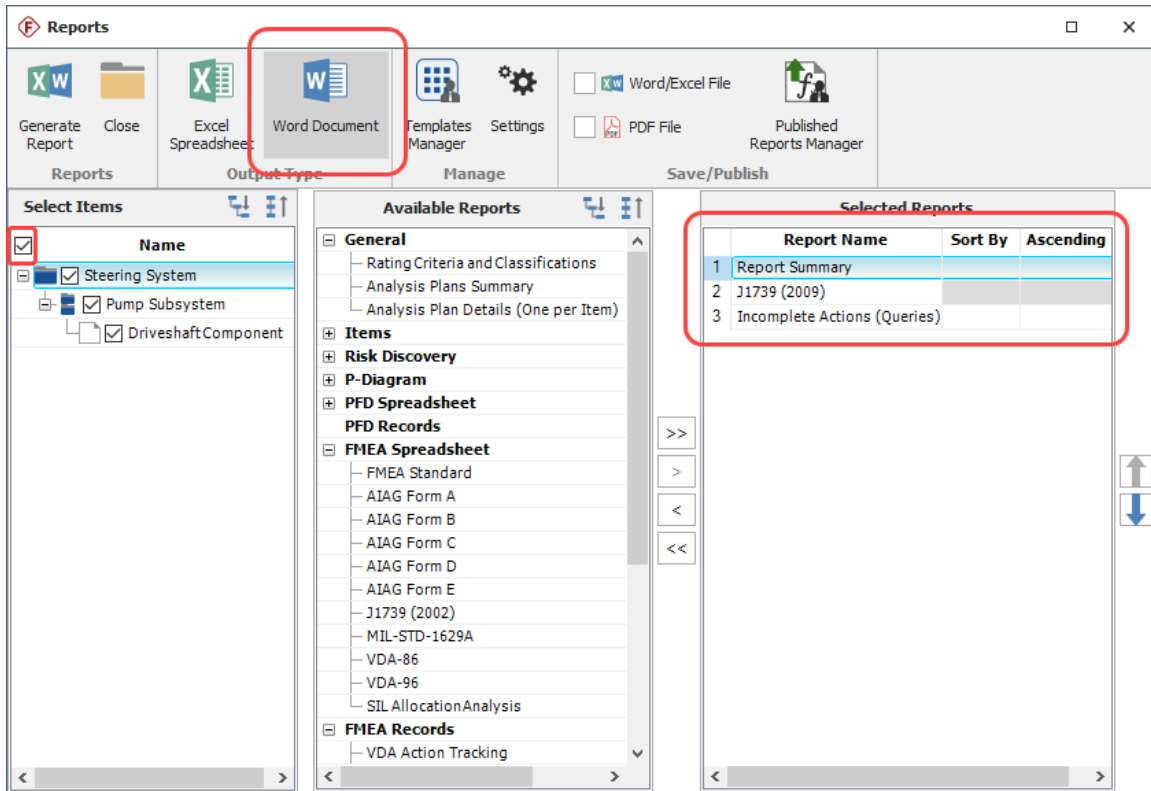 Reports
Generate Report
Close
Excel Spreadsheet
Word Document
Templates Manager
Settings
Word/Excel File
PDF File
Published Reports Manager
Reports
Output Type
Manage
Save/Publish
Select Items
Name
Steering System
Pump Subsystem
Driveshaft Component
Available Reports
General
Rating Criteria and Classifications
Analysis Plans Summary
Analysis Plan Details (One per Item)
Items
Risk Discovery
P-Diagram
PFD Spreadsheet
PFD Records
FMEA Spreadsheet
FMEA Standard
AIAG Form A
AIAG Form B
AIAG Form C
AIAG Form D
AIAG Form E
J1739 (2002)
MIL-STD-1629A
VDA-86
VDA-96
SIL Allocation Analysis
FMEA Records
VDA Action Tracking
>>
>
<
<<
Selected Reports
Report Name Sort By Ascending
1 Report Summary
2 J1739 (2009)
3 Incomplete Actions (Queries)